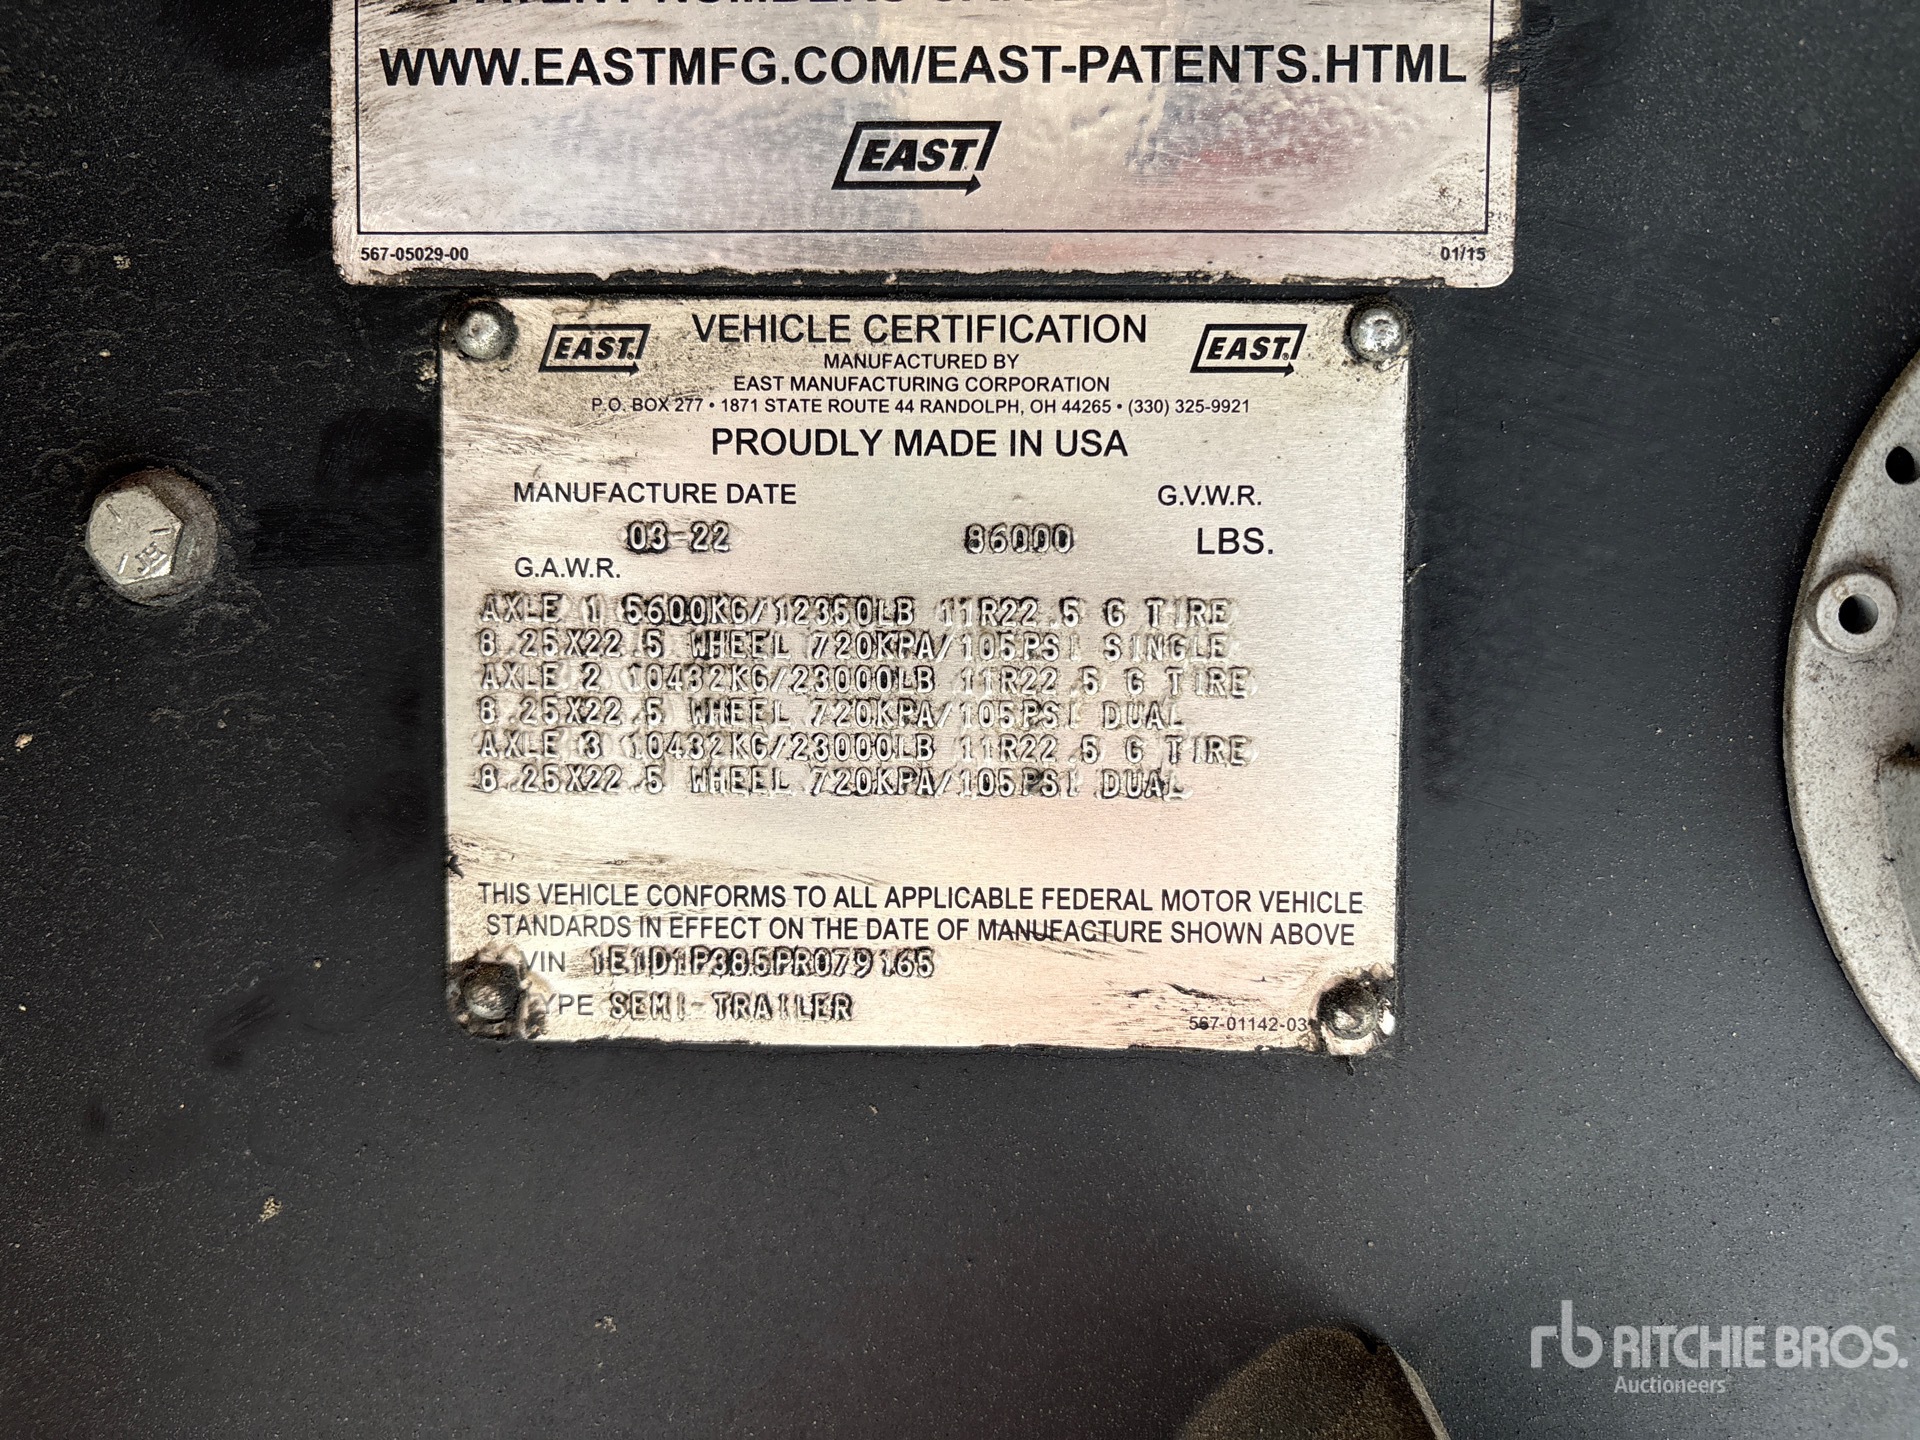 WWW.EASTMFG.COM/EAST-PATENTS.HTML
EAST
567-05029-00
01/15
EAST
VEHICLE CERTIFICATION
EAST
MANUFACTURED BY
EAST MANUFACTURING CORPORATION
P.O. BOX 277 • 1871 STATE ROUTE 44 RANDOLPH, OH 44265 • (330) 325-9921
PROUDLY MADE IN USA
MANUFACTURE DATE G.V.W.R.
03-22 86000 LBS.
G.A.W.R.
AXLE 1 5600KG/12350LB 11R22.5 G TIRE
8.25X22.5 WHEEL 720KPA/105PSI SINGLE
AXLE 2 10432KG/23000LB 11R22.5 G TIRE
8.25X22.5 WHEEL 720KPA/105PSI DUAL
AXLE 3 10432KG/23000LB 11R22.5 G TIRE
8.25X22.5 WHEEL 720KPA/105PSI DUAL
THIS VEHICLE CONFORMS TO ALL APPLICABLE FEDERAL MOTOR VEHICLE
STANDARDS IN EFFECT ON THE DATE OF MANUFACTURE SHOWN ABOVE
VIN 1E1D1P385PR079165
YPE SEMI-TRAILER
567-01142-03
rb RITCHIE BROS.
Auctioneers